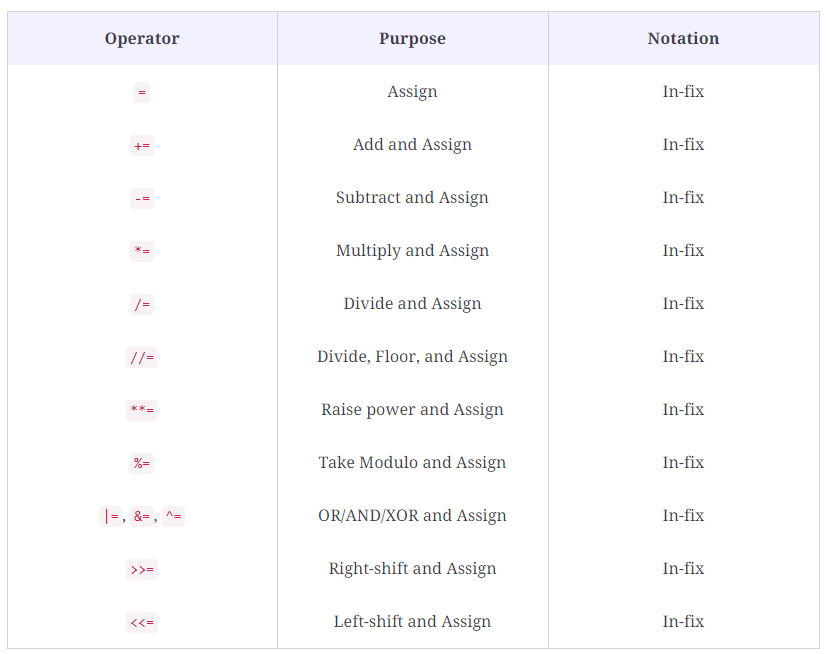 Operator Purpose Notation
= Assign In-fix
+= Add and Assign In-fix
-= Subtract and Assign In-fix
*= Multiply and Assign In-fix
/= Divide and Assign In-fix
//= Divide, Floor, and Assign In-fix
**= Raise power and Assign In-fix
%= Take Modulo and Assign In-fix
|=, &=, ^= OR/AND/XOR and Assign In-fix
>>= Right-shift and Assign In-fix
<<= Left-shift and Assign In-fix